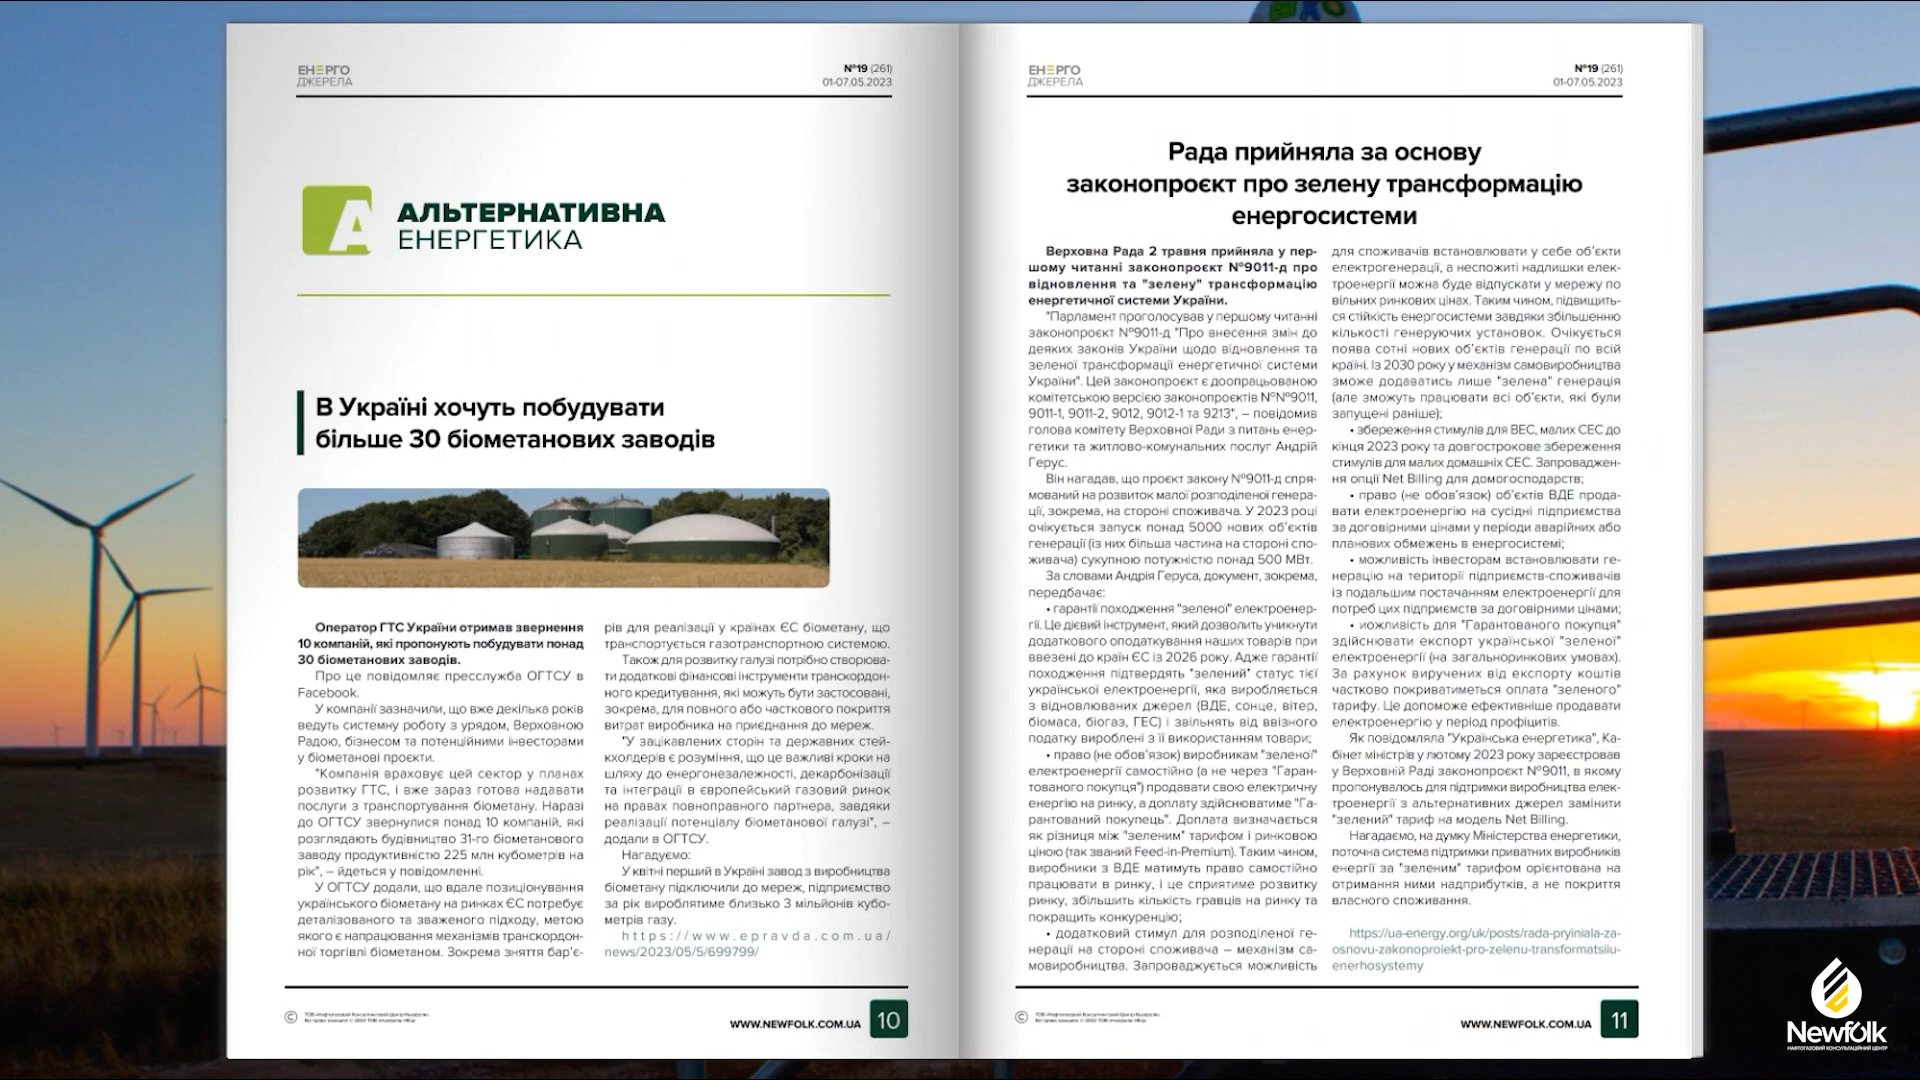 ЕНЕРГО
ДЖЕРЕЛА
№19 (261)
01-07.05.2023
А
АЛЬТЕРНАТИВНА
ЕНЕРГЕТИКА
В Україні хочуть побудувати
більше 30 біометанових заводів
Оператор ГТС України отримав звернення
10 компаній, які пропонують побудувати понад
30 біометанових заводів.
Про це повідомляє пресслужба ОГТСУ в
Facebook.
У компанії зазначили, що вже декілька років
ведуть системну роботу з урядом, Верховною
Радою, бізнесом та потенційними інвесторами
у біометанові проєкти.
"Компанія враховує цей сектор у планах
розвитку ГТС, і вже зараз готова надавати
послуги з транспортування біометану. Наразі
до ОГТСУ звернулися понад 10 компаній, які
розглядають будівництво 31-го біометанового
заводу продуктивністю 225 млн кубометрів на
рік", – йдеться у повідомленні.
У ОГТСУ додали, що вдале позиціонування
українського біометану на ринках ЄС потребує
деталізованого та зваженого підходу, метою
якого є напрацювання механізмів транскордон-
ної торгівлі біометаном. Зокрема зняття бар'є-
рів для реалізації у країнах ЄС біометану, що
транспортується газотранспортною системою.
Також для розвитку галузі потрібно створюва-
ти додаткові фінансові інструменти транскордон-
ного кредитування, які можуть бути застосовані,
зокрема, для повного або часткового покриття
витрат виробника на приєднання до мереж.
"У зацікавлених сторін та державних стей-
кхолдерів є розуміння, що це важливі кроки на
шляху до енергонезалежності, декарбонізації
та інтеграції в європейський газовий ринок
на правах повноправного партнера, завдяки
реалізації потенціалу біометанової галузі", –
додали в ОГТСУ.
Нагадуємо:
У квітні перший в Україні завод з виробництва
біометану підключили до мереж, підприємство
за рік вироблятиме близько 3 мільйонів кубо-
метрів газу.
https://www.epravda.com.ua/
news/2023/05/5/699799/
WWW.NEWFOLK.COM.UA 10
ЕНЕРГО
ДЖЕРЕЛА
№19 (261)
01-07.05.2023
Рада прийняла за основу
законопроєкт про зелену трансформацію
енергосистеми
Верховна Рада 2 травня прийняла у пер-
шому читанні законопроєкт №9011-д про
відновлення та "зелену" трансформацію
енергетичної системи України.
"Парламент проголосував у першому читанні
законопроєкт №9011-д "Про внесення змін до
деяких законів України щодо відновлення та
зеленої трансформації енергетичної системи
України". Цей законопроєкт є доопрацьованою
комітетською версією законопроєктів №№9011,
9011-1, 9011-2, 9012, 9012-1 та 9213", – повідомив
голова комітету Верховної Ради з питань енер-
гетики та житлово-комунальних послуг Андрій
Герус.
Він нагадав, що проєкт закону №9011-д спря-
мований на розвиток малої розподіленої генера-
ції, зокрема, на стороні споживача. У 2023 році
очікується запуск понад 5000 нових об'єктів
генерації (із них більша частина на стороні спо-
живача) сукупною потужністю понад 500 МВт.
За словами Андрія Геруса, документ, зокрема,
передбачає:
• гарантії походження "зеленої" електроенер-
гії. Це дієвий інструмент, який дозволить уникнути
додаткового оподаткування наших товарів при
ввезені до країн ЄС із 2026 року. Адже гарантії
походження підтвердять "зелений" статус тієї
української електроенергії, яка виробляється
з відновлюваних джерел (ВДЕ, сонце, вітер,
біомаса, біогаз, ГЕС) і звільнять від ввізного
податку вироблені з її використанням товари;
• право (не обов'язок) виробникам "зеленої"
електроенергії самостійно (а не через "Гаран-
тованого покупця") продавати свою електричну
енергію на ринку, а доплату здійснюватиме "Га-
рантований покупець". Доплата визначається
як різниця між "зеленим" тарифом і ринковою
ціною (так званий Feed-in-Premium). Таким чином,
виробники з ВДЕ матимуть право самостійно
працювати в ринку, і це сприятиме розвитку
ринку, збільшить кількість гравців на ринку та
покращить конкуренцію;
• додатковий стимул для розподіленої ге-
нерації на стороні споживача – механізм са-
мовиробництва. Запроваджується можливість
для споживачів встановлювати у себе об'єкти
електрогенерації, а неспожиті надлишки елек-
троенергії можна буде відпускати у мережу по
вільних ринкових цінах. Таким чином, підвищить-
ся стійкість енергосистеми завдяки збільшенню
кількості генеруючих установок. Очікується
поява сотні нових об'єктів генерації по всій
країні. Із 2030 року у механізм самовиробництва
зможе додаватись лише "зелена" генерація
(але зможуть працювати всі об'єкти, які були
запущені раніше);
• збереження стимулів для ВЕС, малих СЕС до
кінця 2023 року та довгострокове збереження
стимулів для малих домашніх СЕС. Запроваджен-
ня опції Net Billing для домогосподарств;
• право (не обов'язок) об'єктів ВДЕ прода-
вати електроенергію на сусідні підприємства
за договірними цінами у періоди аварійних або
планових обмежень в енергосистемі;
• можливість інвесторам встановлювати ге-
нерацію на території підприємств-споживачів
із подальшим постачанням електроенергії для
потреб цих підприємств за договірними цінами;
• иожливість для "Гарантованого покупця"
здійснювати експорт української "зеленої"
електроенергії (на загальноринкових умовах).
За рахунок виручених від експорту коштів
частково покриватиметься оплата "зеленого"
тарифу. Це допоможе ефективніше продавати
електроенергію у період профіцитів.
Як повідомляла "Українська енергетика", Ка-
бінет міністрів у лютому 2023 року зареєстровав
у Верховній Раді законопроєкт №9011, в якому
пропонувалось для підтримки виробництва елек-
троенергії з альтернативних джерел замінити
"зелений" тариф на модель Net Billing.
Нагадаємо, на думку Міністерства енергетики,
поточна система підтримки приватних виробників
енергії за "зеленим" тарифом орієнтована на
отримання ними надприбутків, а не покриття
власного споживання.
https://ua-energy.org/uk/posts/rada-pryiniala-za-
osnovu-zakonoproiekt-pro-zelenu-transformatsiiu-
enerhosystemy
WWW.NEWFOLK.COM.UA 11
Newfolk
НАФТОГАЗОВИЙ КОНСУЛЬТАЦІЙНИЙ ЦЕНТР